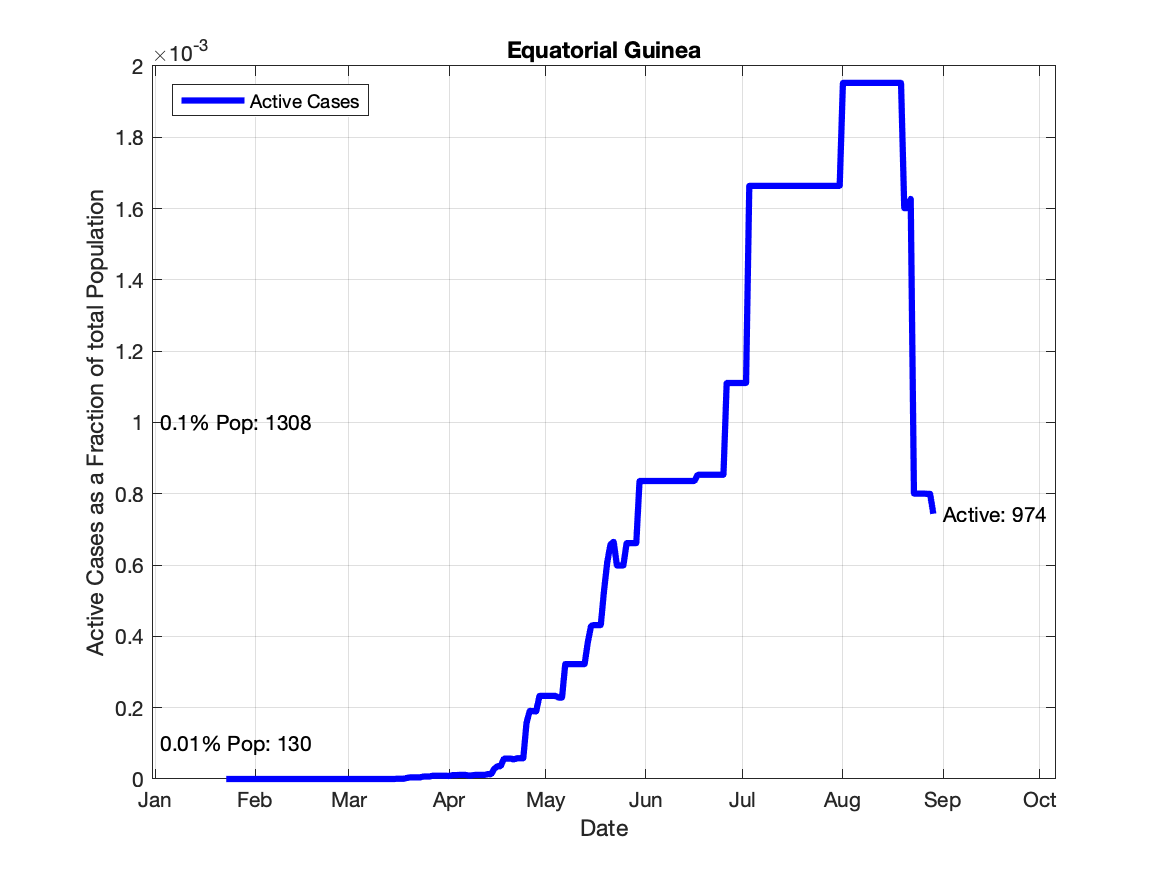 Equatorial Guinea
×10-3
Active Cases
2
1.8
1.6
1.4
1.2
1
0.8
0.6
0.4
0.2
0
Active Cases as a Fraction of total Population
0.1% Pop: 1308
0.01% Pop: 130
Active: 974
Jan Feb Mar Apr May Jun Jul Aug Sep Oct
Date